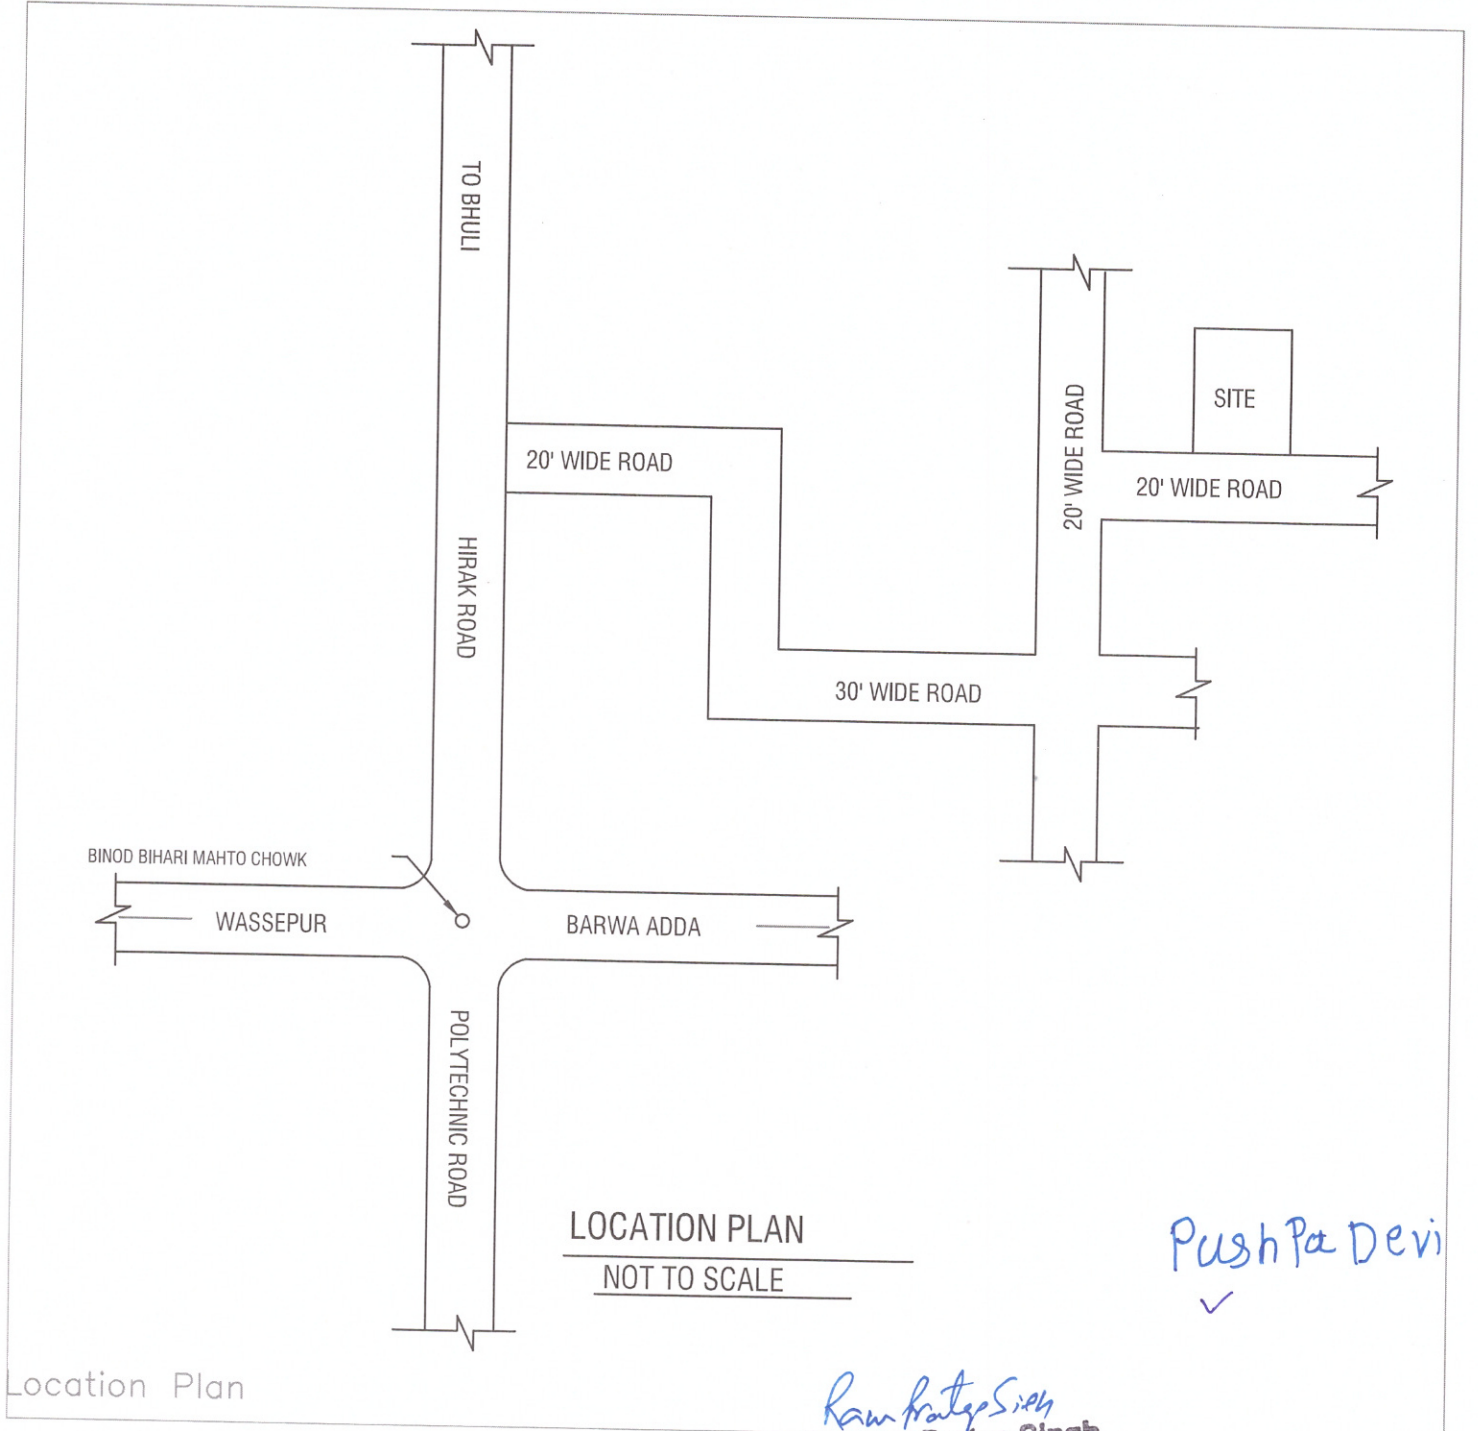 TO BHULI
SITE
20' WIDE ROAD
20' WIDE ROAD
20' WIDE ROAD
HIRAK ROAD
30' WIDE ROAD
BINOD BIHARI MAHTO CHOWK
WASSEPUR
BARWA ADDA
POLYTECHNIC ROAD
LOCATION PLAN
NOT TO SCALE
PushPa Devi
Location Plan
Singh